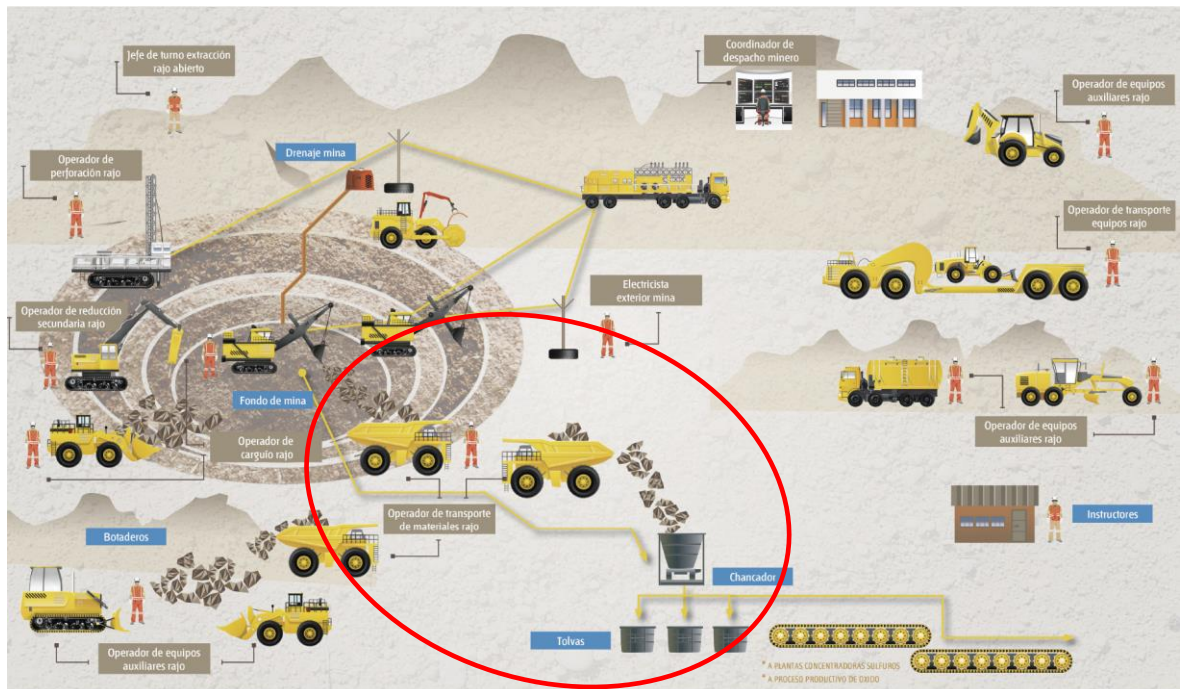 Jefe de turno extracción
rajo abierto
Coordinador de
despacho minero
Operador de equipos
auxiliares rajo
Drenaje mina
Operador de
perforación rajo
Operador de transporte
equipos rajo
Electricista
exterior mina
Operador de reducción
secundaria rajo
Fondo de mina
Operador de
carguío rajo
Operador de equipos
auxiliares rajo
Operador de transporte
de materiales rajo
Instructores
Botaderos
Chancador
Tolvas
Operador de equipos
auxiliares rajo
* A PLANTAS CONCENTRADORAS SULFUROS
* A PROCESO PRODUCTIVO DE OXIDO